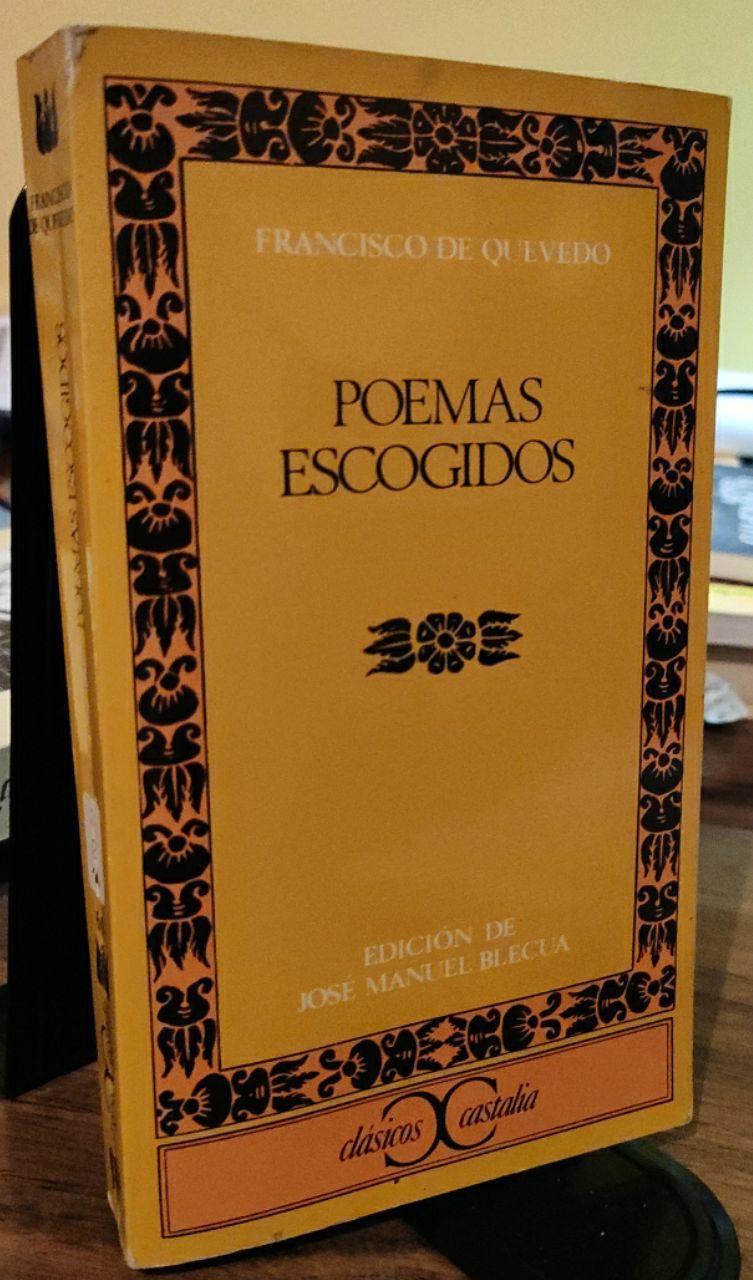 FRANCISCO DE QUEVEDO
POEMAS
ESCOGIDOS
EDICIÓN DE
JOSÉ MANUEL BLECUA
clásicos castalia
FRANCISCO
DE QUEVEDO
POEMAS ESCOGIDOS